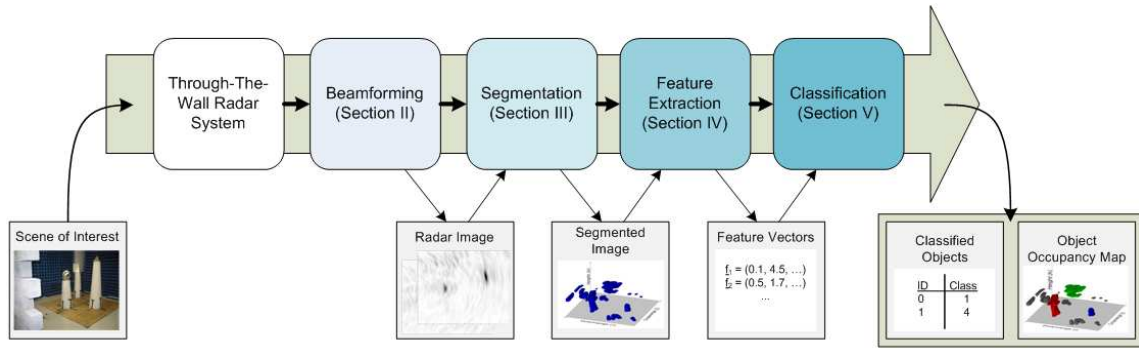 Through-The-
Wall Radar
System
Beamforming
(Section II)
Segmentation
(Section III)
Feature
Extraction
(Section IV)
Classification
(Section V)
Scene of Interest
Radar Image
Segmented
Image
Feature Vectors
f₁ = (0.1, 4.5, …)
f₂ = (0.5, 1.7, …)
...
Classified
Objects
ID Class
0 1
1 4
Object
Occupancy Map